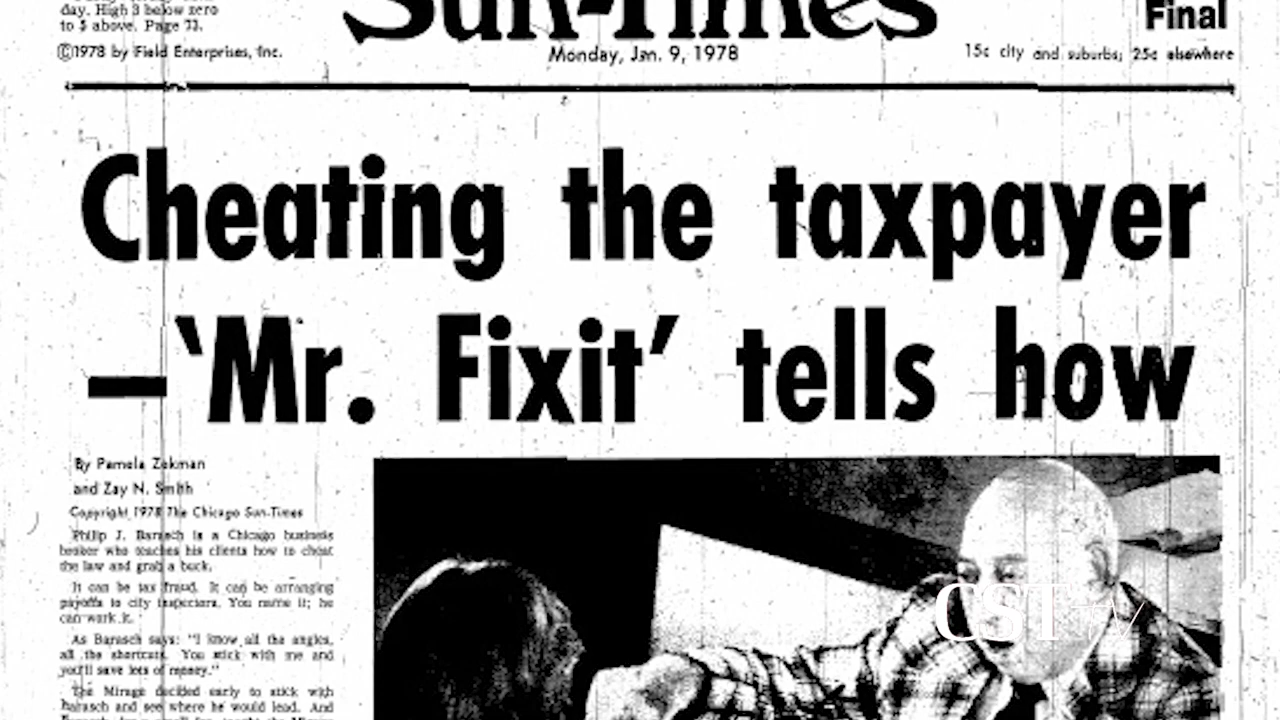 day. High 3 below zero
to 5 above. Page 73.
©1978 by Field Enterprises, Inc.
Sun-Times
Monday, Jan. 9, 1978
Final
15c city and suburbs; 25c elsewhere
Cheating the taxpayer
—‘Mr. Fixit’ tells how
By Pamela Zekman
and Zay N. Smith
Copyright 1978 The Chicago Sun-Times
Philip J. Barasch is a Chicago business
broker who teaches his clients how to cheat
the law and grab a buck.
It can be tax fraud. It can be arranging
payoffs to city inspectors. You name it; he
can work it.
As Barasch says: "I know all the angles,
all the shortcuts. You stick with me and
you'll save lots of money."
The Mirage decided early to stick with
Barasch and see where he would lead. And
CST tv